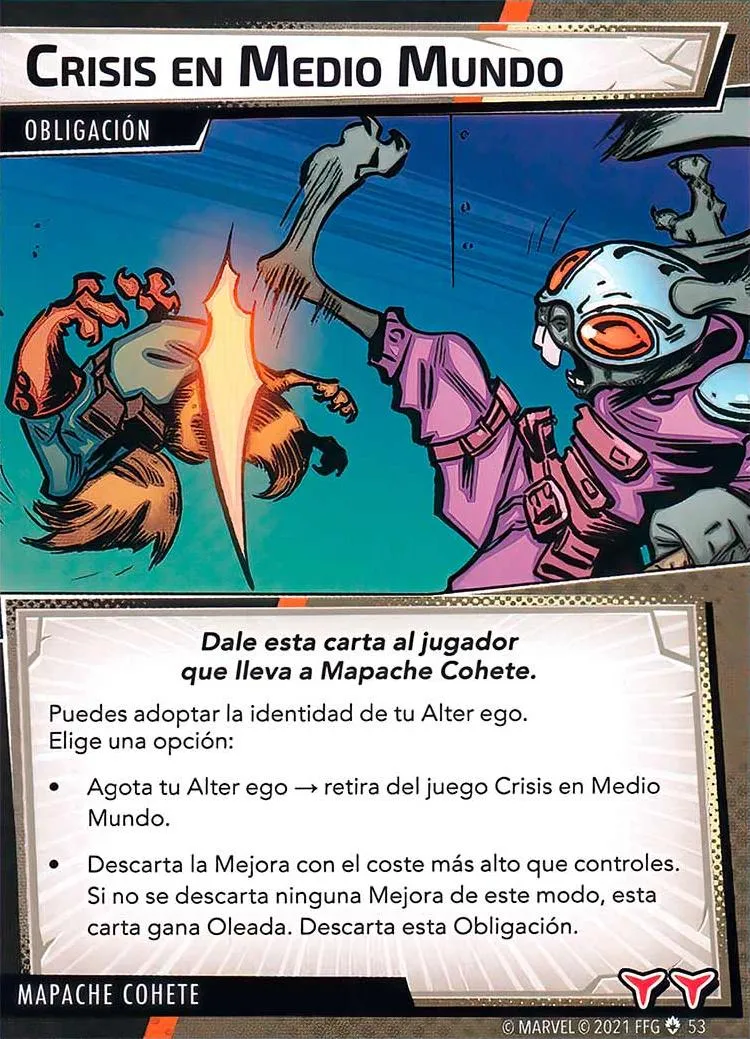 CRISIS EN MEDIO MUNDO
OBLIGACIÓN
Dale esta carta al jugador
que lleva a Mapache Cohete.
Puedes adoptar la identidad de tu Alter ego.
Elige una opción:
• Agota tu Alter ego → retira del juego Crisis en Medio
Mundo.
• Descarta la Mejora con el coste más alto que controles.
Si no se descarta ninguna Mejora de este modo, esta
carta gana Oleada. Descarta esta Obligación.
MAPACHE COHETE
© MARVEL © 2021 FFG 53